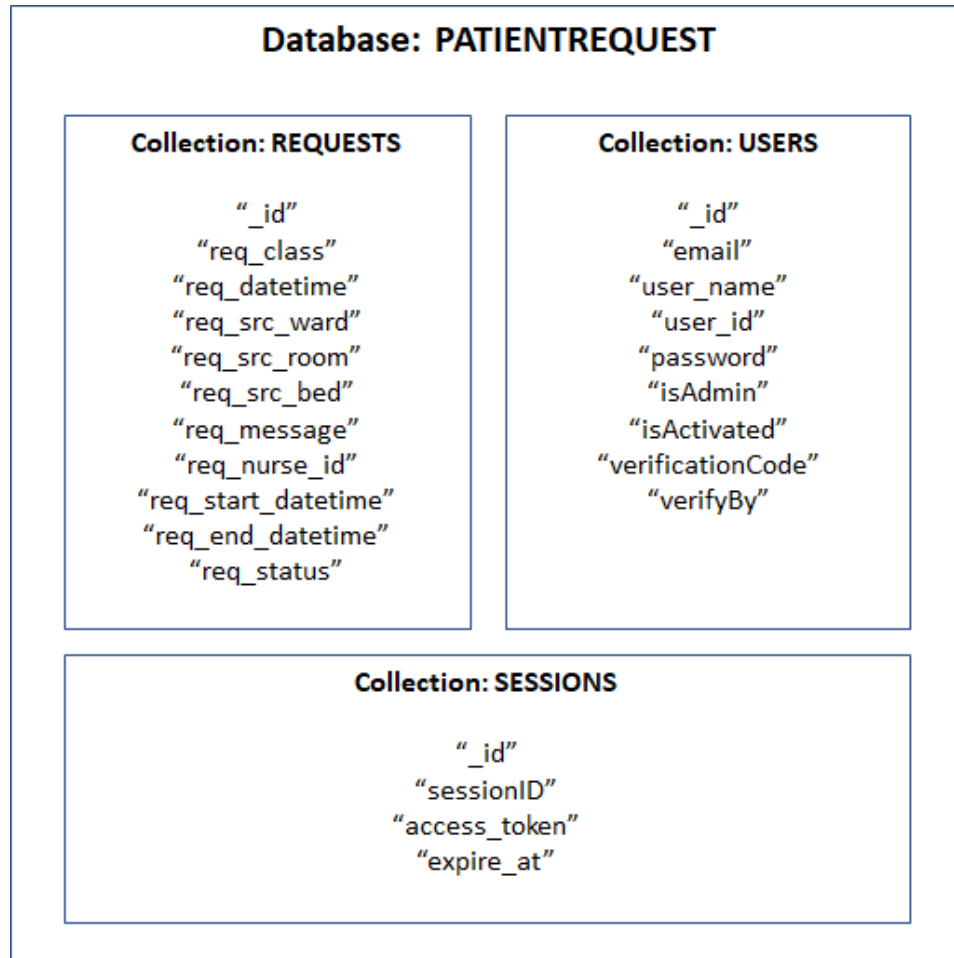 Database: PATIENTREQUEST
Collection: REQUESTS
“_id”
“req_class”
“req_datetime”
“req_src_ward”
“req_src_room”
“req_src_bed”
“req_message”
“req_nurse_id”
“req_start_datetime”
“req_end_datetime”
“req_status”
Collection: USERS
“_id”
“email”
“user_name”
“user_id”
“password”
“isAdmin”
“isActivated”
“verificationCode”
“verifyBy”
Collection: SESSIONS
“_id”
“sessionID”
“access_token”
“expire_at”